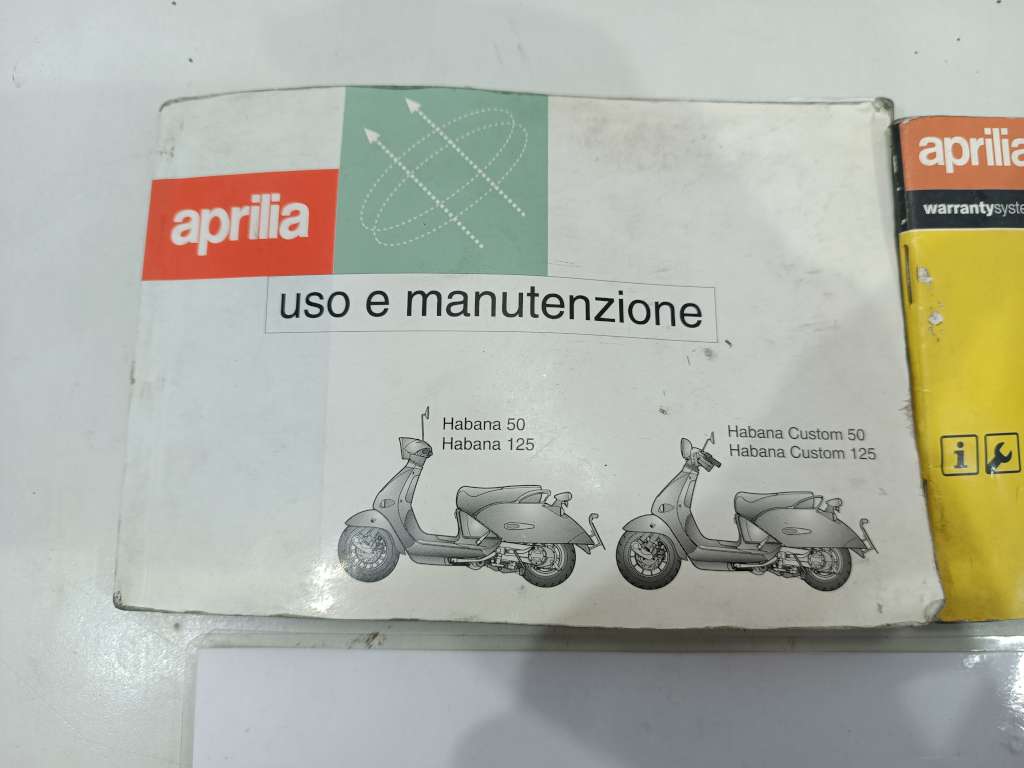 aprilia
uso e manutenzione
Habana 50
Habana 125
Habana Custom 50
Habana Custom 125
aprilia
warrantysyste